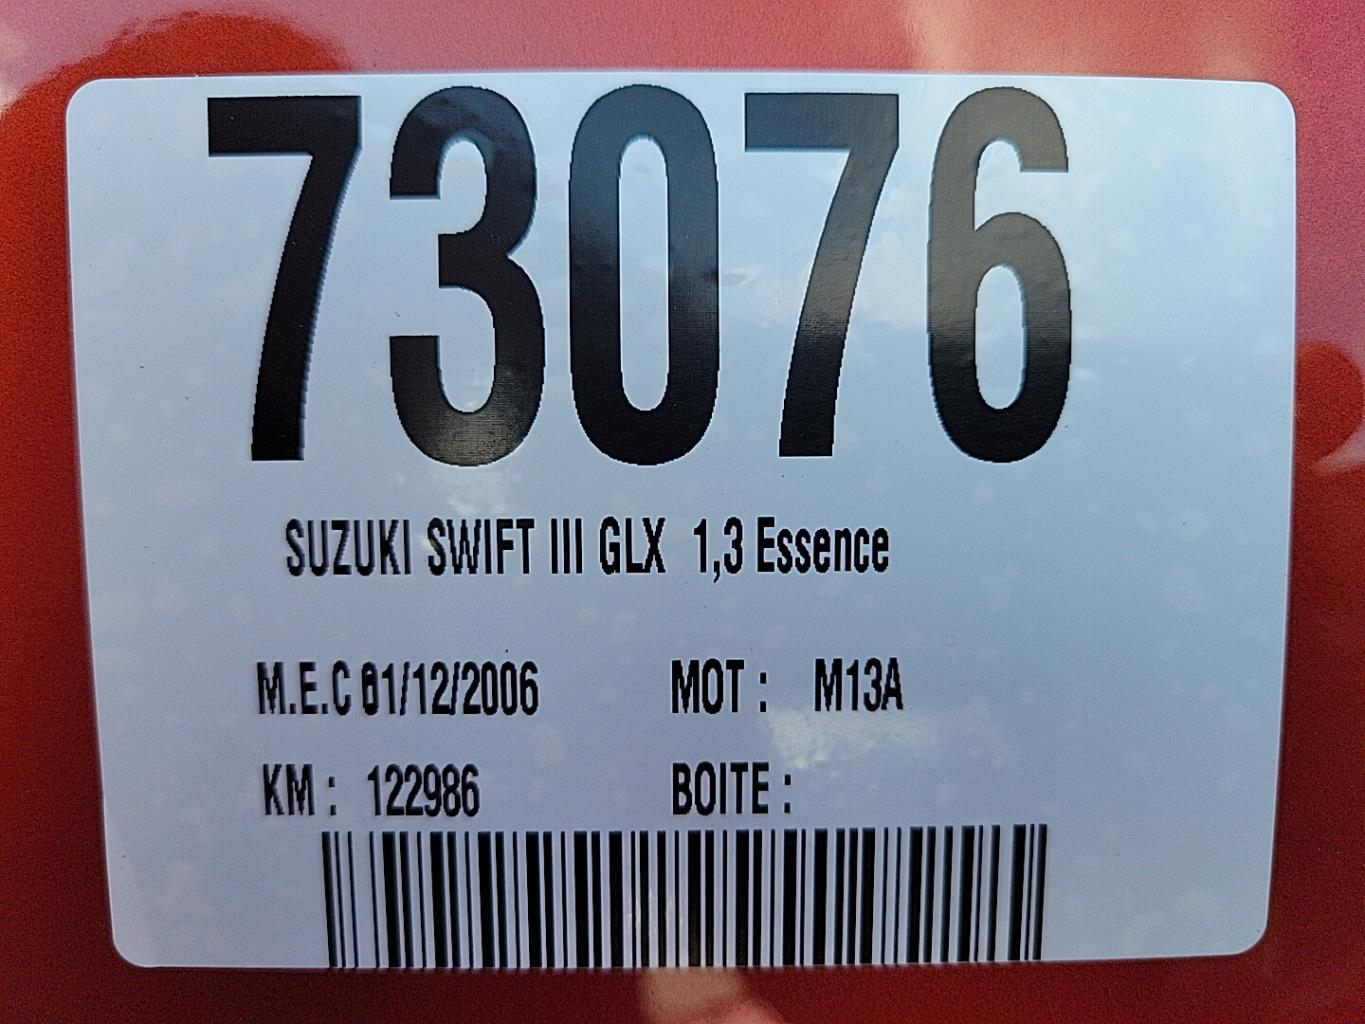 73076
SUZUKI SWIFT III GLX 1,3 Essence
M.E.C 01/12/2006 MOT : M13A
KM : 122986 BOITE :